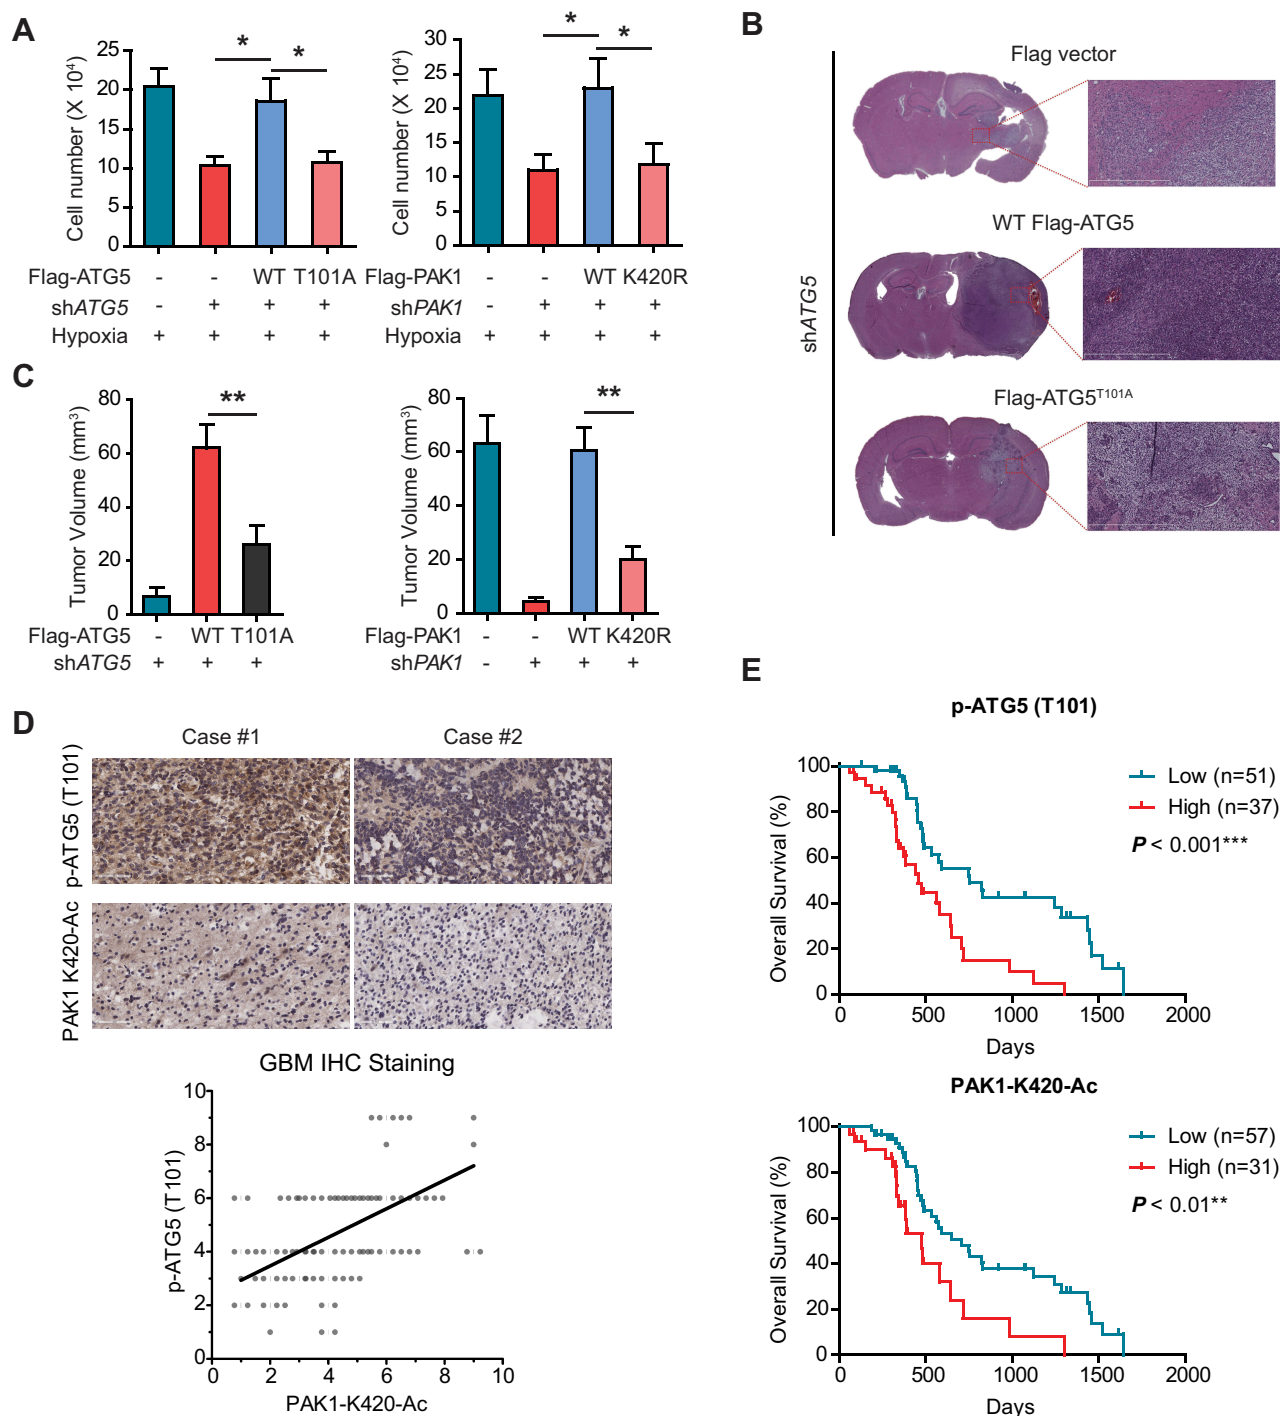 A
25
20
15
10
5
0
Cell number (X 10⁴)
*
*
Flag-ATG5 - - WT T101A
shATG5 - + + +
Hypoxia + + + +
30
25
20
15
10
5
0
Cell number (X 10⁴)
*
*
Flag-PAK1 - - WT K420R
shPAK1 - + + +
Hypoxia + + + +
B
shATG5
Flag vector
WT Flag-ATG5
Flag-ATG5ᵀ¹⁰¹ᴬ
C
80
60
40
20
0
Tumor Volume (mm³)
**
Flag-ATG5 - WT T101A
shATG5 + + +
80
60
40
20
0
Tumor Volume (mm³)
**
Flag-PAK1 - - WT K420R
shPAK1 - + + +
D
Case #1 Case #2
p-ATG5 (T101)
PAK1 K420-Ac
GBM IHC Staining
10
8
6
4
2
0
p-ATG5 (T101)
0 2 4 6 8 10
PAK1-K420-Ac
E
p-ATG5 (T101)
100
80
60
40
20
0
Overall Survival (%)
Low (n=51)
High (n=37)
P < 0.001***
0 500 1000 1500 2000
Days
PAK1-K420-Ac
100
80
60
40
20
0
Overall Survival (%)
Low (n=57)
High (n=31)
P < 0.01**
0 500 1000 1500 2000
Days